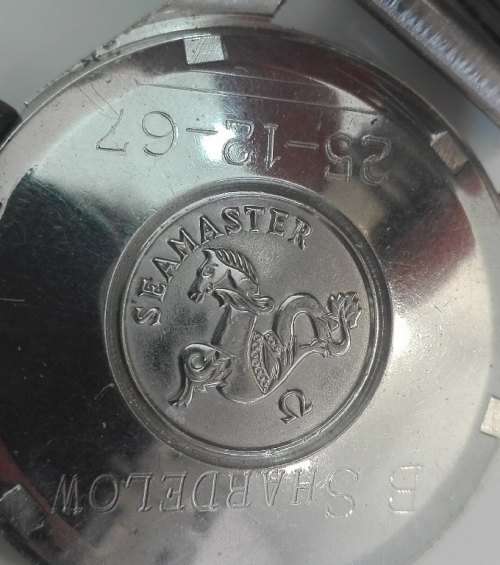 25-12-67
SEAMASTER
Ω
B. SHARDELOW